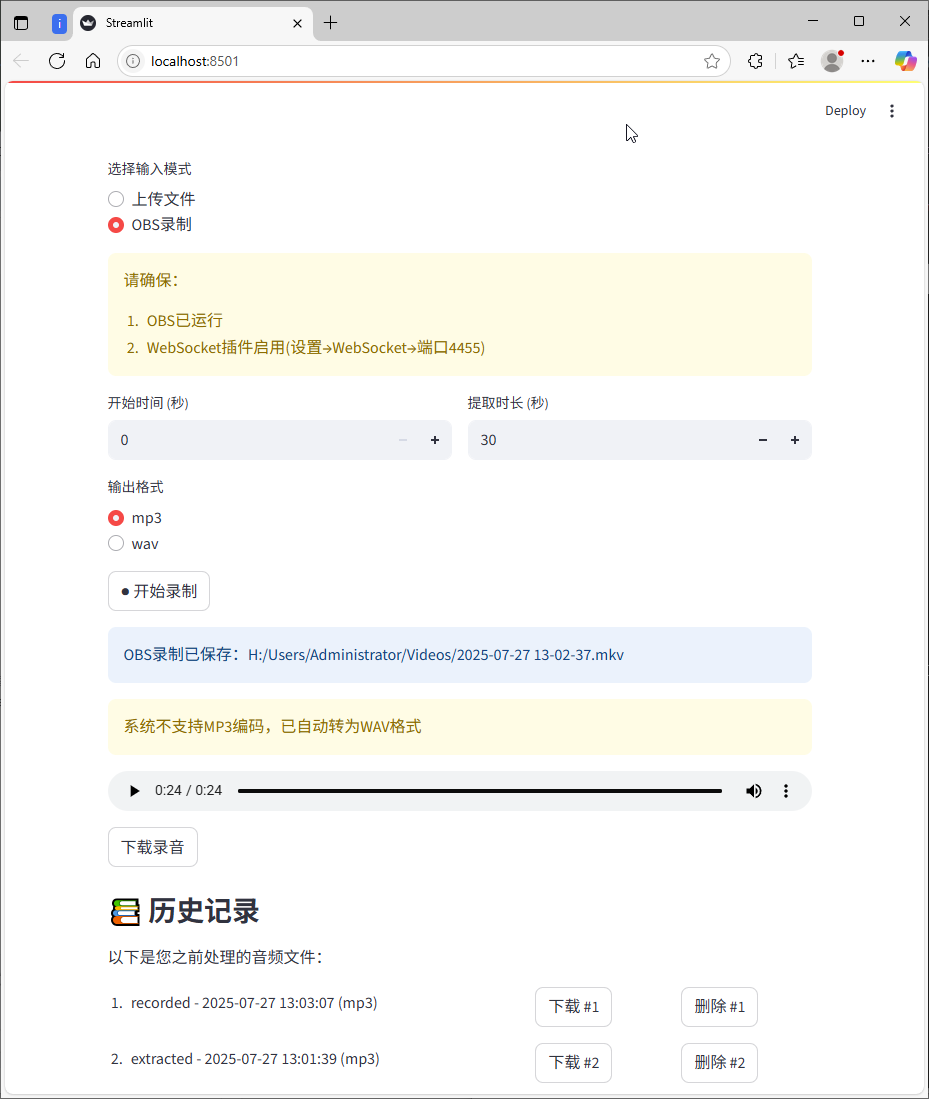 Streamlit
localhost:8501
Deploy
选择输入模式
上传文件
OBS录制
请确保：
1. OBS已运行
2. WebSocket插件启用(设置→WebSocket→端口4455)
开始时间 (秒) 提取时长 (秒)
0 30
输出格式
mp3
wav
● 开始录制
OBS录制已保存：H:/Users/Administrator/Videos/2025-07-27 13-02-37.mkv
系统不支持MP3编码，已自动转为WAV格式
0:24 / 0:24
下载录音
历史记录
以下是您之前处理的音频文件：
1. recorded - 2025-07-27 13:03:07 (mp3) 下载 #1 删除 #1
2. extracted - 2025-07-27 13:01:39 (mp3) 下载 #2 删除 #2